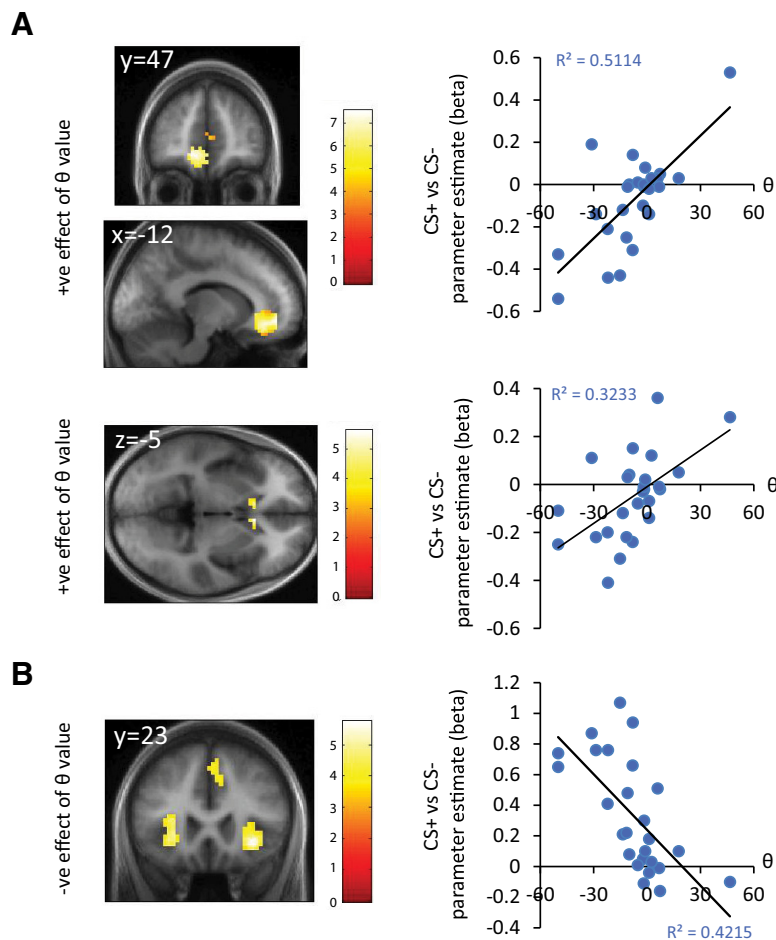 A
+ve effect of θ value
y=47
x=-12
7
6
5
4
3
2
1
0
CS+ vs CS-
parameter estimate (beta)
R² = 0.5114
0.6
0.4
0.2
0
-0.2
-0.4
-0.6
-60 -30 0 30 60
θ
+ve effect of θ value
z=-5
5
4
3
2
1
0
CS+ vs CS-
parameter estimate (beta)
R² = 0.3233
0.4
0.2
0
-0.2
-0.4
-0.6
-60 -30 0 30 60
θ
B
-ve effect of θ value
y=23
5
4
3
2
1
0
CS+ vs CS-
parameter estimate (beta)
1.2
1
0.8
0.6
0.4
0.2
0
-0.2
-0.4
-60 -30 0 30 60
θ
R² = 0.4215